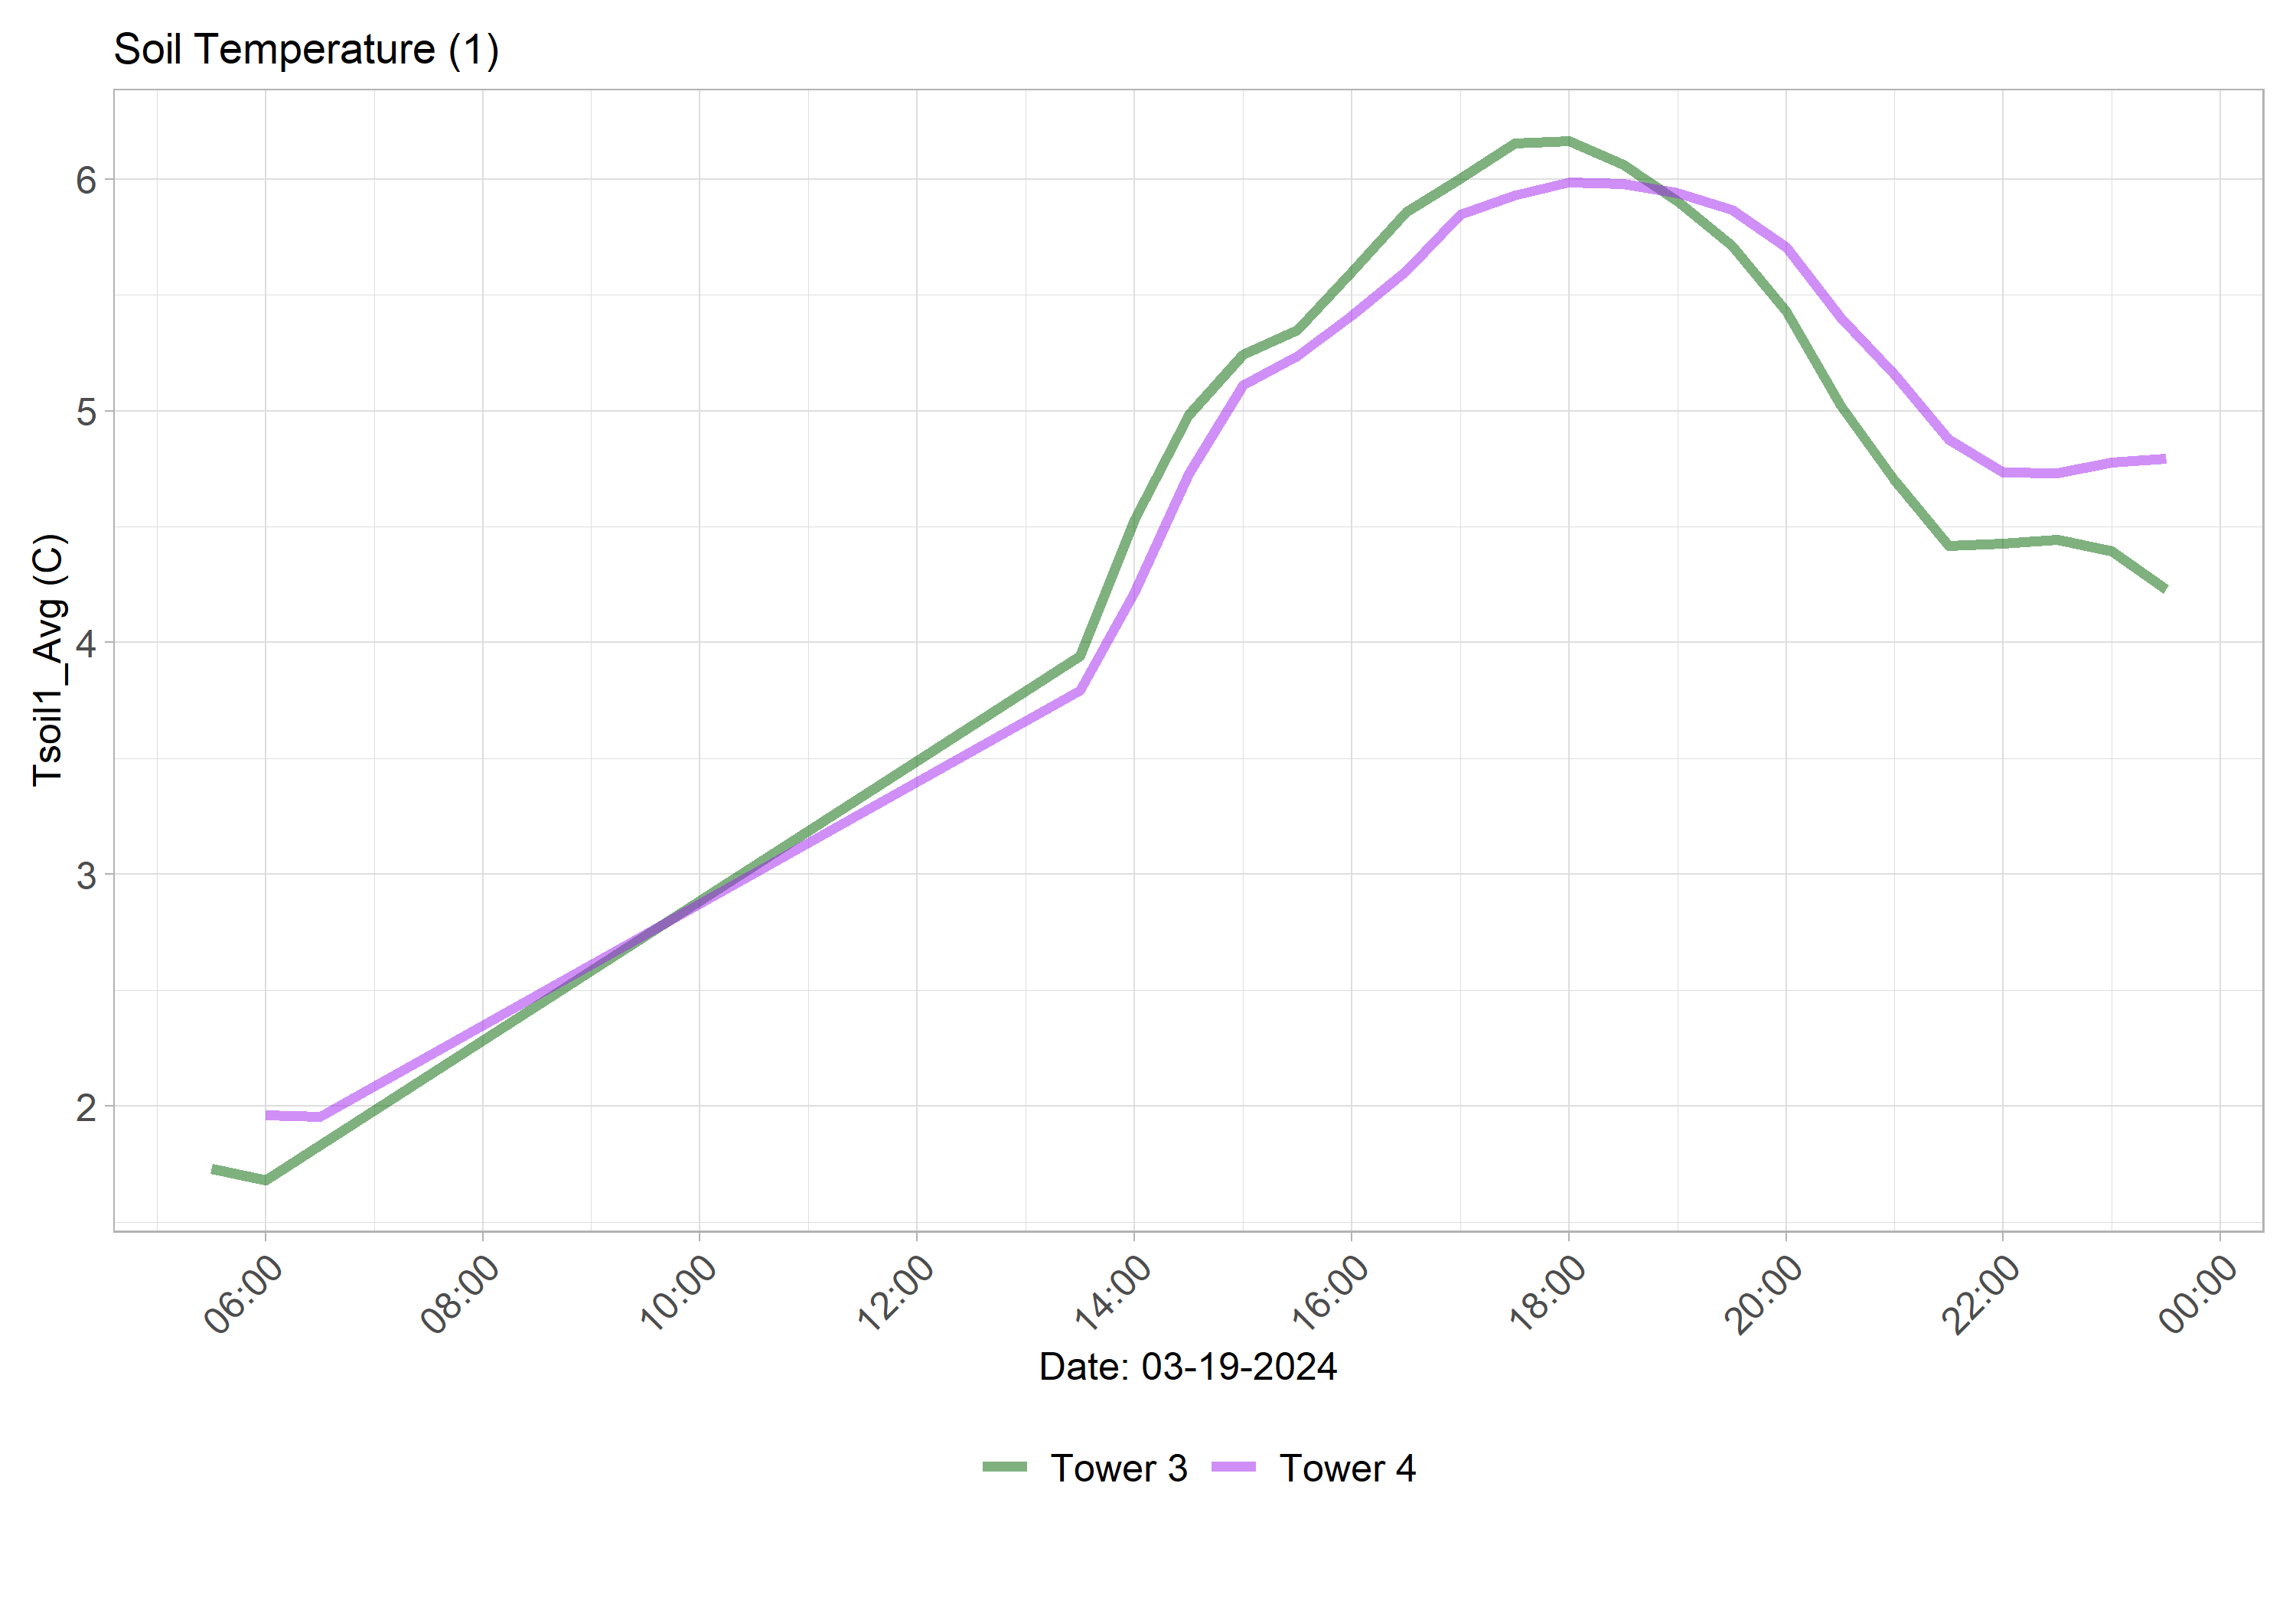 Soil Temperature (1)
Tsoil1_Avg (C)
6
5
4
3
2
06:00 08:00 10:00 12:00 14:00 16:00 18:00 20:00 22:00 00:00
Date: 03-19-2024
Tower 3 Tower 4